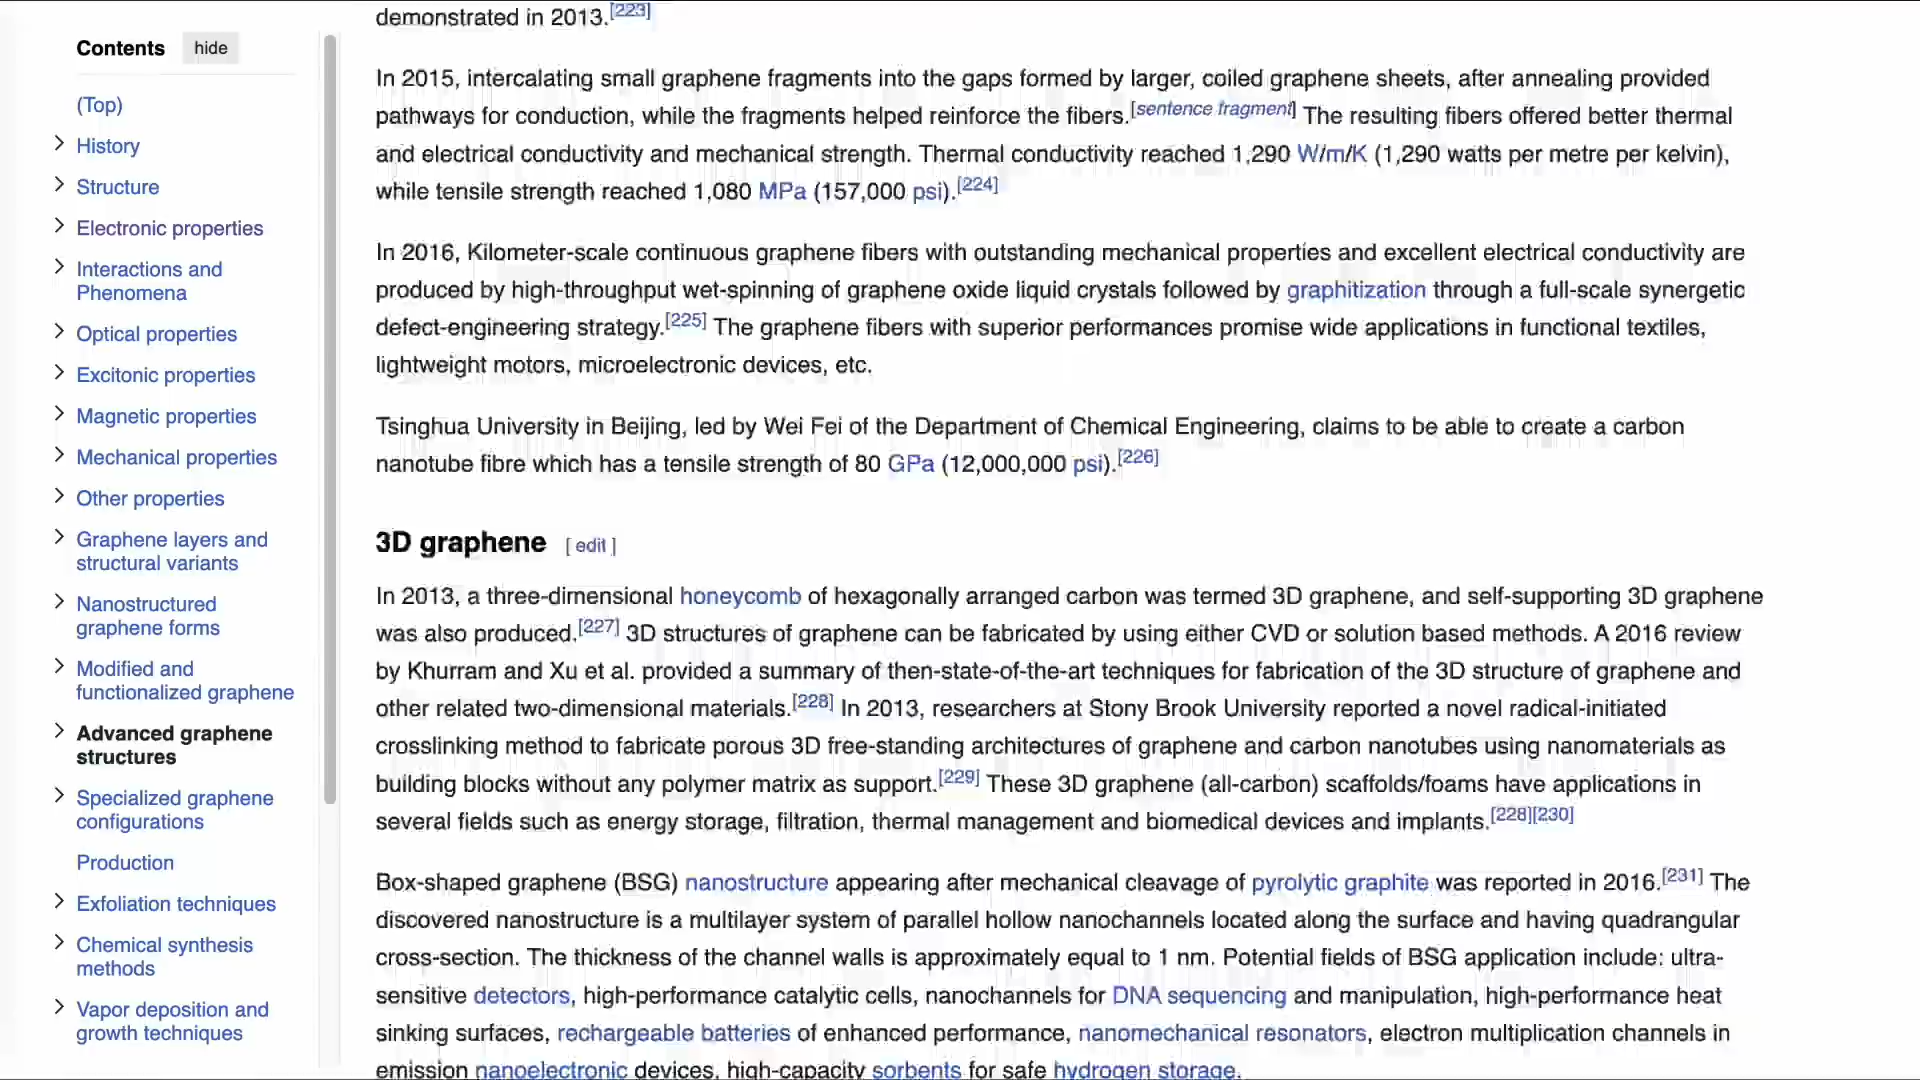 Contents hide
(Top)
History
Structure
Electronic properties
Interactions and
Phenomena
Optical properties
Excitonic properties
Magnetic properties
Mechanical properties
Other properties
Graphene layers and
structural variants
Nanostructured
graphene forms
Modified and
functionalized graphene
Advanced graphene
structures
Specialized graphene
configurations
Production
Exfoliation techniques
Chemical synthesis
methods
Vapor deposition and
growth techniques
demonstrated in 2013.[223]
In 2015, intercalating small graphene fragments into the gaps formed by larger, coiled graphene sheets, after annealing provided
pathways for conduction, while the fragments helped reinforce the fibers.[sentence fragment] The resulting fibers offered better thermal
and electrical conductivity and mechanical strength. Thermal conductivity reached 1,290 W/m/K (1,290 watts per metre per kelvin),
while tensile strength reached 1,080 MPa (157,000 psi).[224]
In 2016, Kilometer-scale continuous graphene fibers with outstanding mechanical properties and excellent electrical conductivity are
produced by high-throughput wet-spinning of graphene oxide liquid crystals followed by graphitization through a full-scale synergetic
defect-engineering strategy.[225] The graphene fibers with superior performances promise wide applications in functional textiles,
lightweight motors, microelectronic devices, etc.
Tsinghua University in Beijing, led by Wei Fei of the Department of Chemical Engineering, claims to be able to create a carbon
nanotube fibre which has a tensile strength of 80 GPa (12,000,000 psi).[226]
3D graphene [ edit ]
In 2013, a three-dimensional honeycomb of hexagonally arranged carbon was termed 3D graphene, and self-supporting 3D graphene
was also produced.[227] 3D structures of graphene can be fabricated by using either CVD or solution based methods. A 2016 review
by Khurram and Xu et al. provided a summary of then-state-of-the-art techniques for fabrication of the 3D structure of graphene and
other related two-dimensional materials.[228] In 2013, researchers at Stony Brook University reported a novel radical-initiated
crosslinking method to fabricate porous 3D free-standing architectures of graphene and carbon nanotubes using nanomaterials as
building blocks without any polymer matrix as support.[229] These 3D graphene (all-carbon) scaffolds/foams have applications in
several fields such as energy storage, filtration, thermal management and biomedical devices and implants.[228][230]
Box-shaped graphene (BSG) nanostructure appearing after mechanical cleavage of pyrolytic graphite was reported in 2016.[231] The
discovered nanostructure is a multilayer system of parallel hollow nanochannels located along the surface and having quadrangular
cross-section. The thickness of the channel walls is approximately equal to 1 nm. Potential fields of BSG application include: ultra-
sensitive detectors, high-performance catalytic cells, nanochannels for DNA sequencing and manipulation, high-performance heat
sinking surfaces, rechargeable batteries of enhanced performance, nanomechanical resonators, electron multiplication channels in
emission nanoelectronic devices, high-capacity sorbents for safe hydrogen storage.